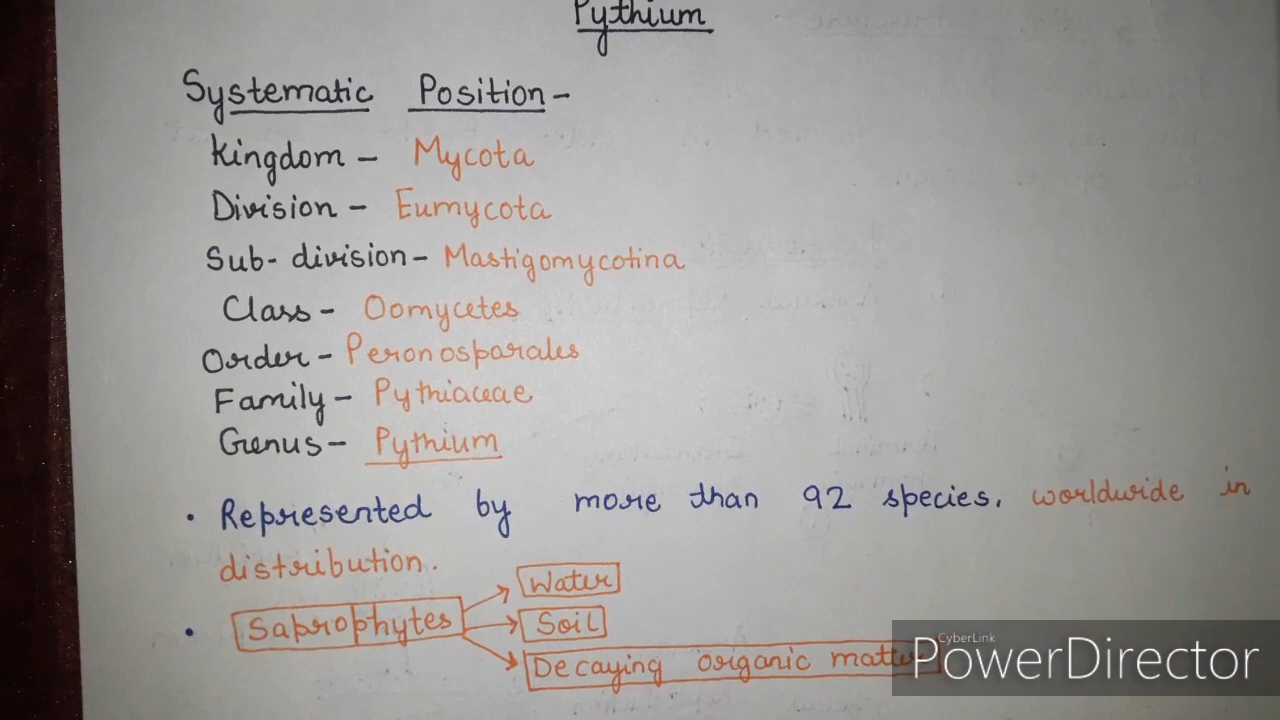 Pythium
Systematic Position -
Kingdom - Mycota
Division - Eumycota
Sub-division - Mastigomycotina
Class - Oomycetes
Order - Peronosparales
Family - Pythiaceae
Genus - Pythium
• Represented by more than 92 species. worldwide in
distribution.
• Saprophytes
Water
Soil
Decaying organic matter
CyberLink
PowerDirector